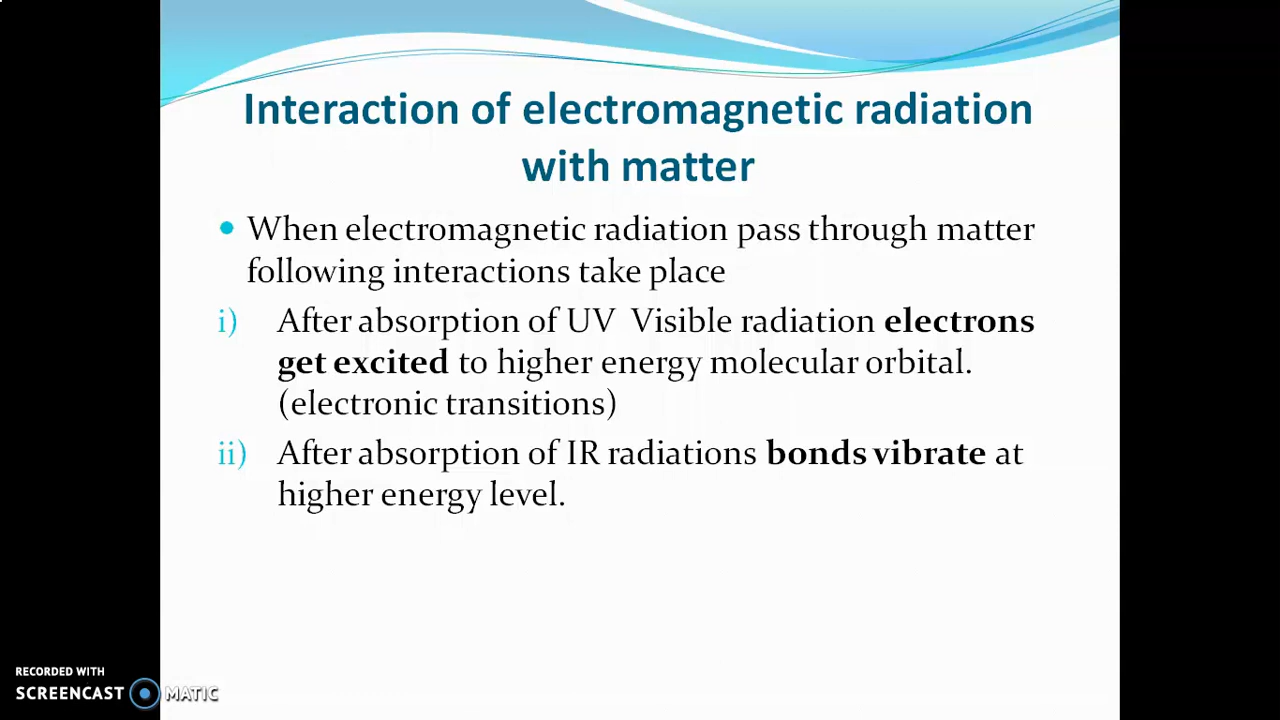 Interaction of electromagnetic radiation
with matter
• When electromagnetic radiation pass through matter
following interactions take place
i) After absorption of UV Visible radiation electrons
get excited to higher energy molecular orbital.
(electronic transitions)
ii) After absorption of IR radiations bonds vibrate at
higher energy level.
RECORDED WITH
SCREENCAST MATIC